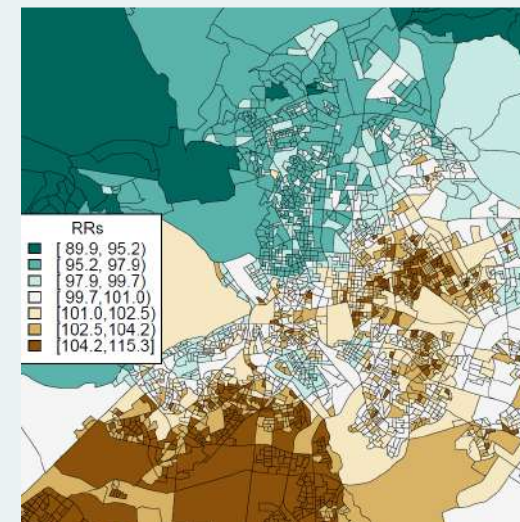 RRs
[ 89.9, 95.2)
[ 95.2, 97.9)
[ 97.9, 99.7)
[ 99.7,101.0)
[101.0,102.5)
[102.5,104.2)
[104.2,115.3]